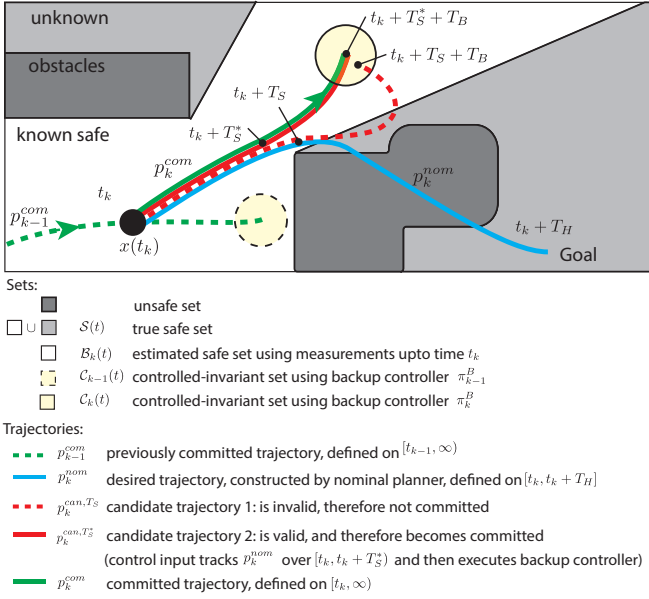 unknown
obstacles
known safe
$t_k + T_S^* + T_B$
$t_k + T_S + T_B$
$t_k + T_S$
$t_k + T_S^*$
$p_k^{com}$
$t_k$
$p_{k-1}^{com}$
$x(t_k)$
$p_k^{nom}$
$t_k + T_H$
Goal
Sets:
unsafe set
∪ $\mathcal{S}(t)$ true safe set
$\mathcal{B}_k(t)$ estimated safe set using measurements upto time $t_k$
$\mathcal{C}_{k-1}(t)$ controlled-invariant set using backup controller $\pi_{k-1}^B$
$\mathcal{C}_k(t)$ controlled-invariant set using backup controller $\pi_k^B$
Trajectories:
$p_{k-1}^{com}$ previously committed trajectory, defined on $[t_{k-1}, \infty)$
$p_k^{nom}$ desired trajectory, constructed by nominal planner, defined on $[t_k, t_k + T_H]$
$p_k^{can,T_S}$ candidate trajectory 1: is invalid, therefore not committed
$p_k^{can,T_S^*}$ candidate trajectory 2: is valid, and therefore becomes committed
(control input tracks $p_k^{nom}$ over $[t_k, t_k + T_S^*)$ and then executes backup controller)
$p_k^{com}$ committed trajectory, defined on $[t_k, \infty)$